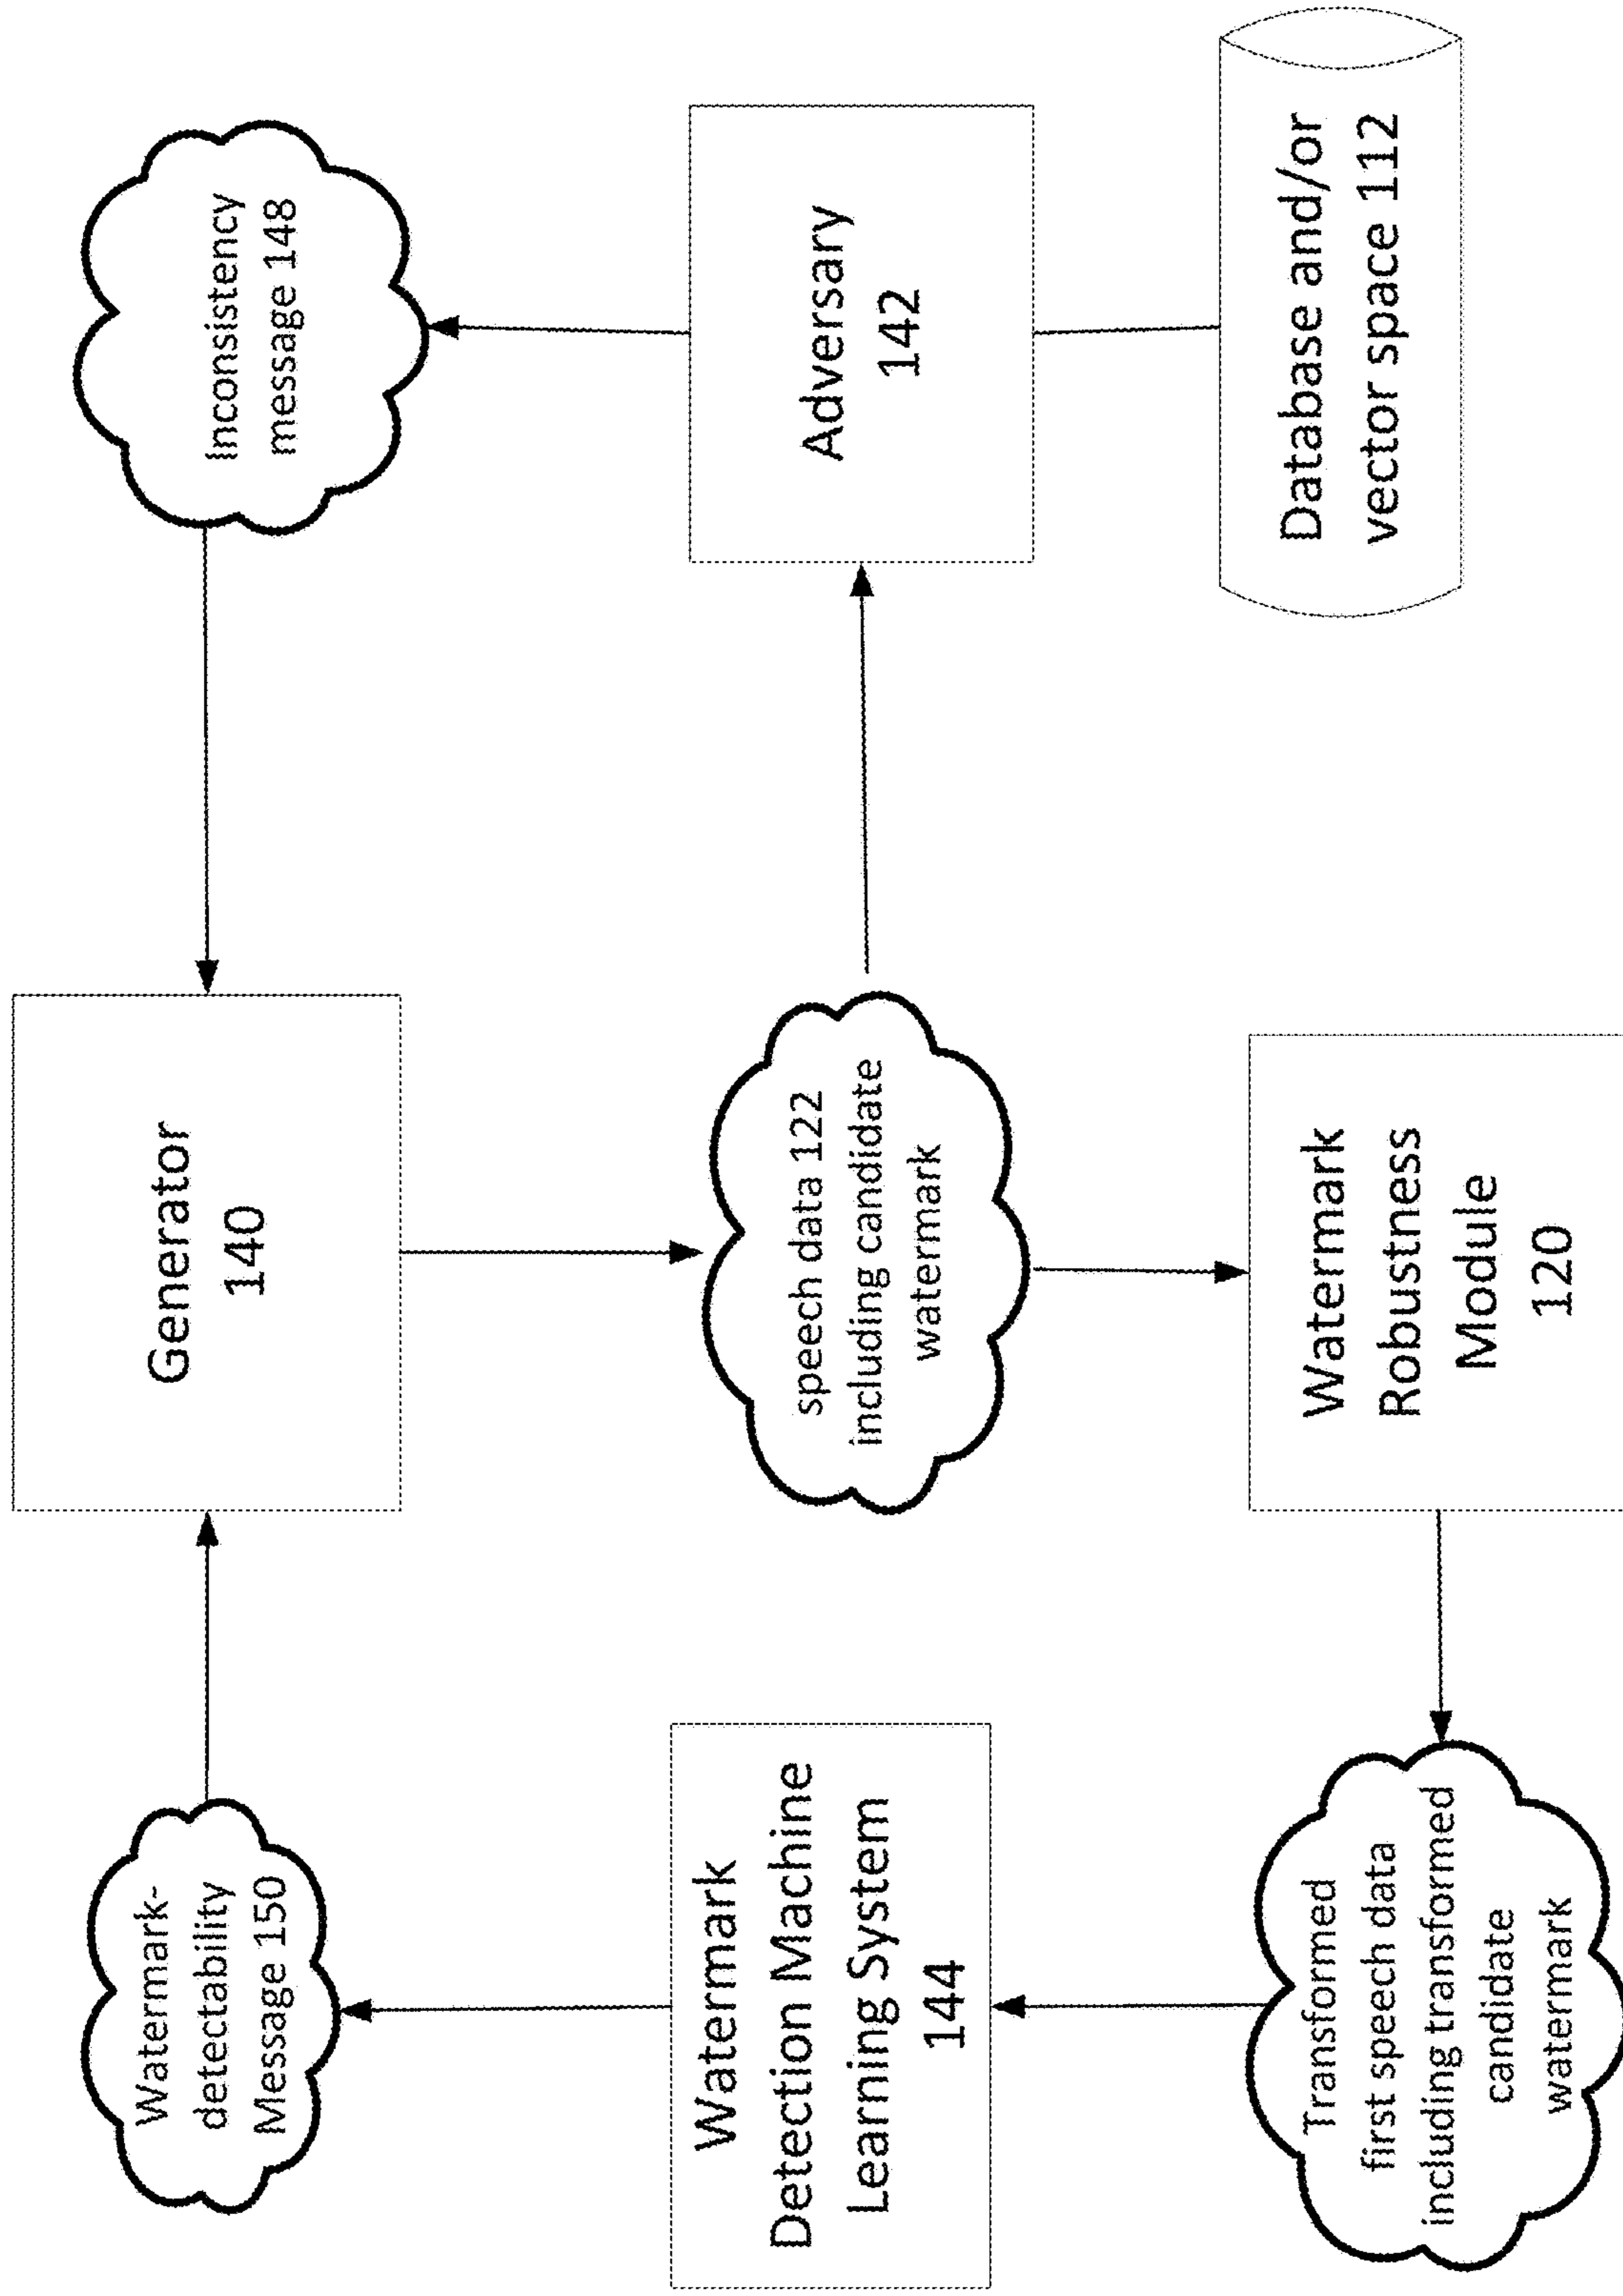 Watermark-
detectability
Message 150
Generator
140
Inconsistency
message 148
Watermark
Detection Machine
Learning System
144
speech data 122
including candidate
watermark
Adversary
142
Transformed
first speech data
including transformed
candidate
watermark
Watermark
Robustness
Module
120
Database and/or
vector space 112